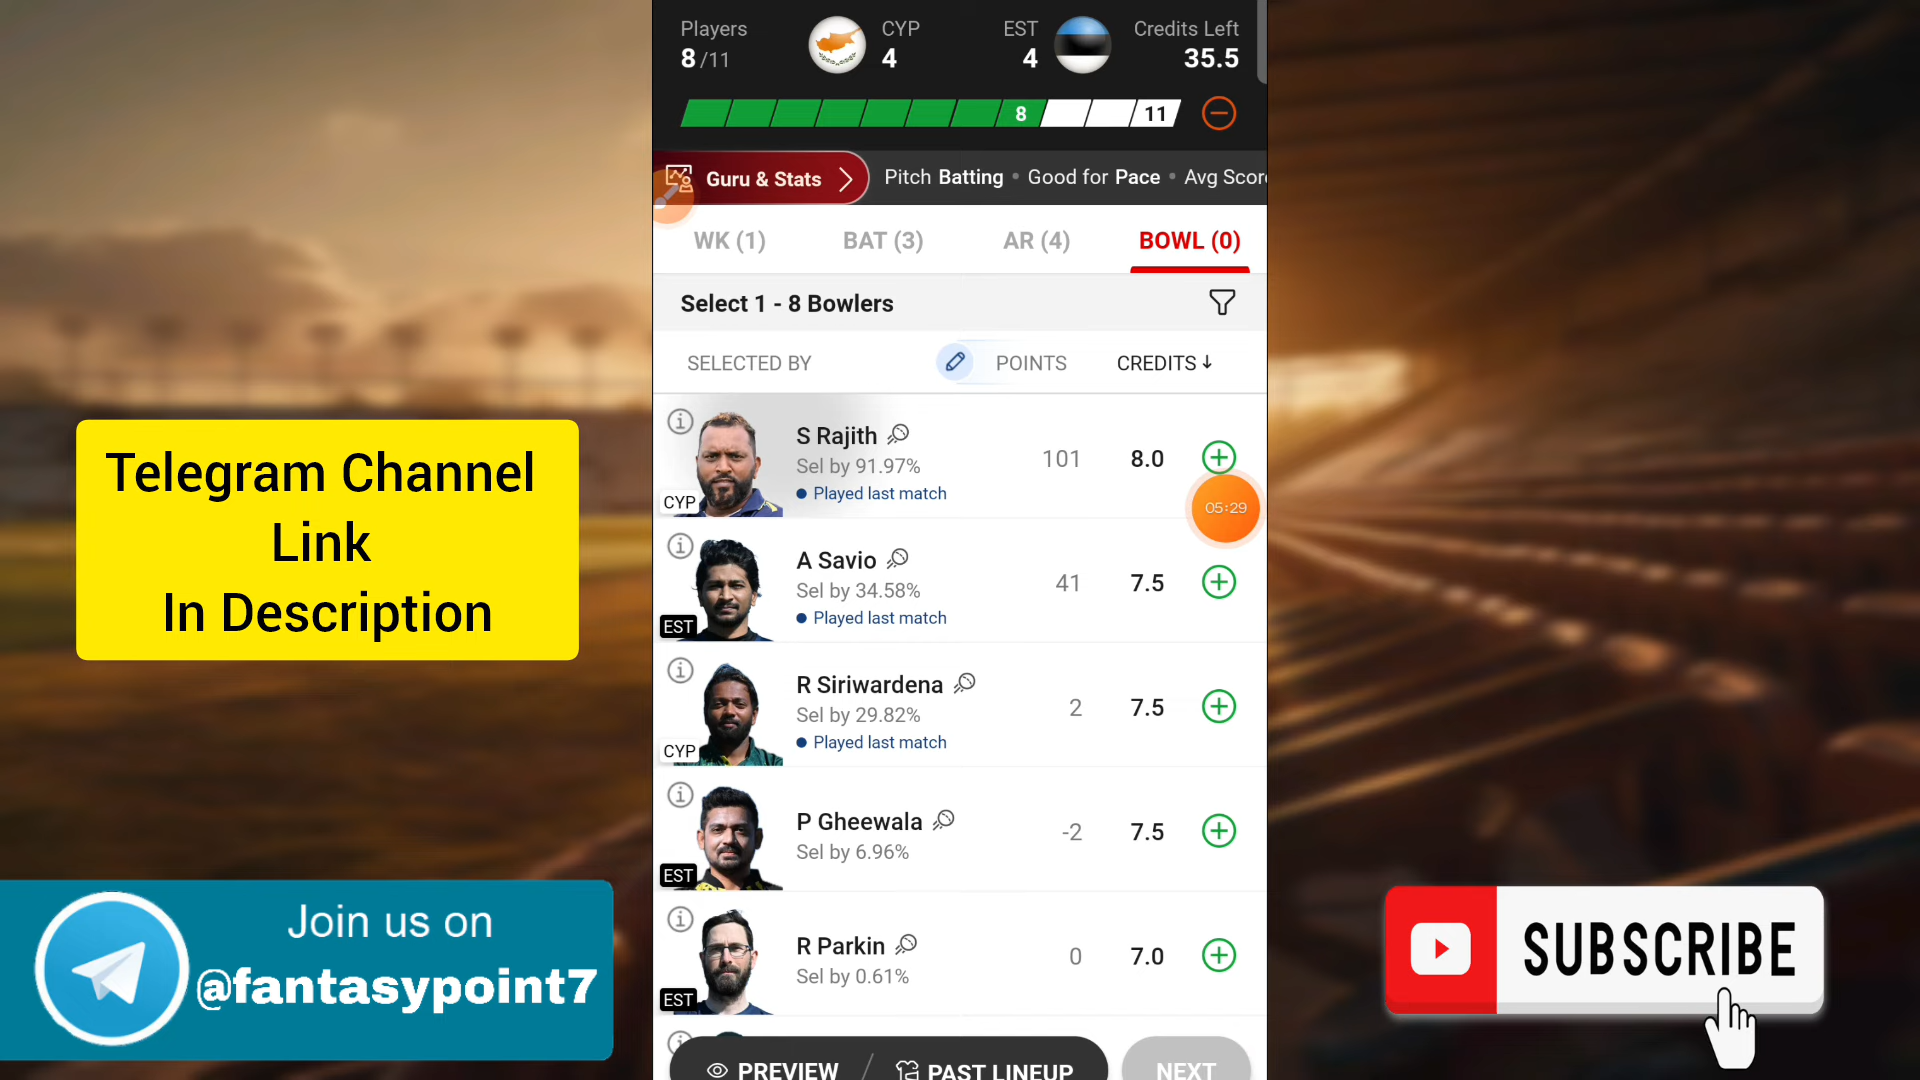 Players
8 /11
CYP
4
EST
4
Credits Left
35.5
8
11
Guru & Stats
Pitch Batting • Good for Pace • Avg Scor
WK (1)
BAT (3)
AR (4)
BOWL (0)
Select 1 - 8 Bowlers
SELECTED BY
POINTS
CREDITS ↓
S Rajith
Sel by 91.97%
Played last match
CYP
101
8.0
05:29
A Savio
Sel by 34.58%
Played last match
EST
41
7.5
R Siriwardena
Sel by 29.82%
Played last match
CYP
2
7.5
P Gheewala
Sel by 6.96%
EST
-2
7.5
R Parkin
Sel by 0.61%
EST
0
7.0
PREVIEW / PAST LINEUP
NEXT
Telegram Channel
Link
In Description
Join us on
@fantasypoint7
SUBSCRIBE